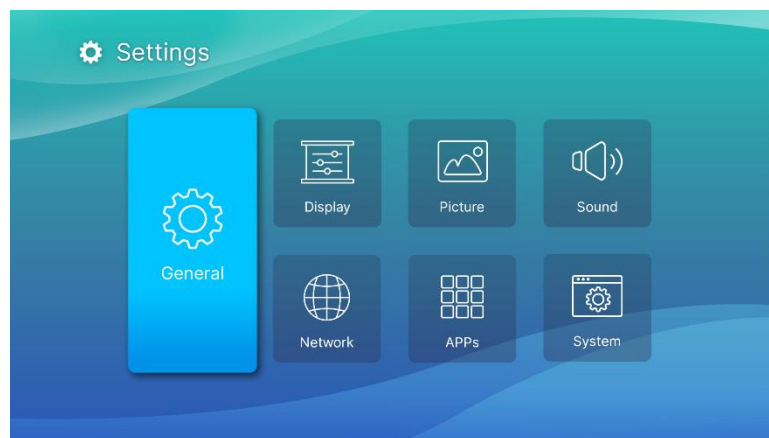 Settings
General
Display
Picture
Sound
Network
APPs
System